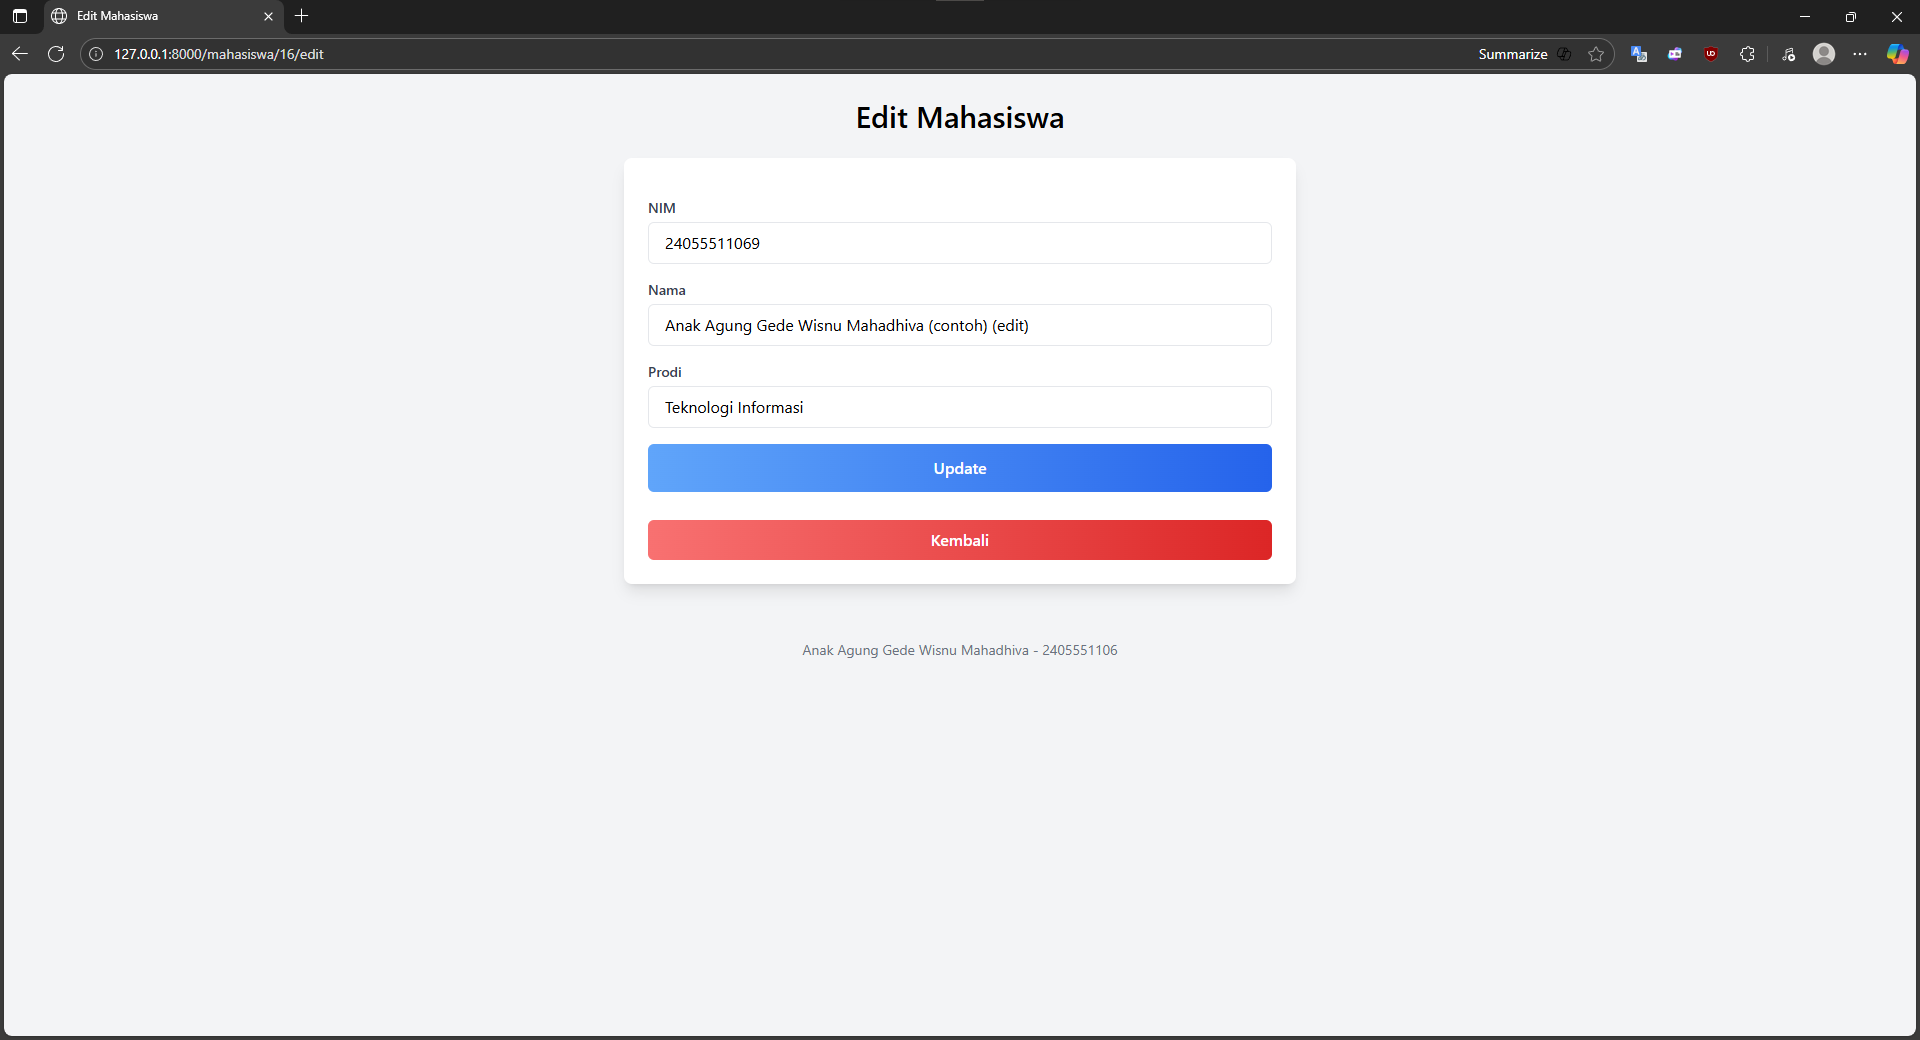 Edit Mahasiswa
127.0.0.1:8000/mahasiswa/16/edit
Summarize
Edit Mahasiswa
NIM
24055511069
Nama
Anak Agung Gede Wisnu Mahadhiva (contoh) (edit)
Prodi
Teknologi Informasi
Update
Kembali
Anak Agung Gede Wisnu Mahadhiva - 2405551106